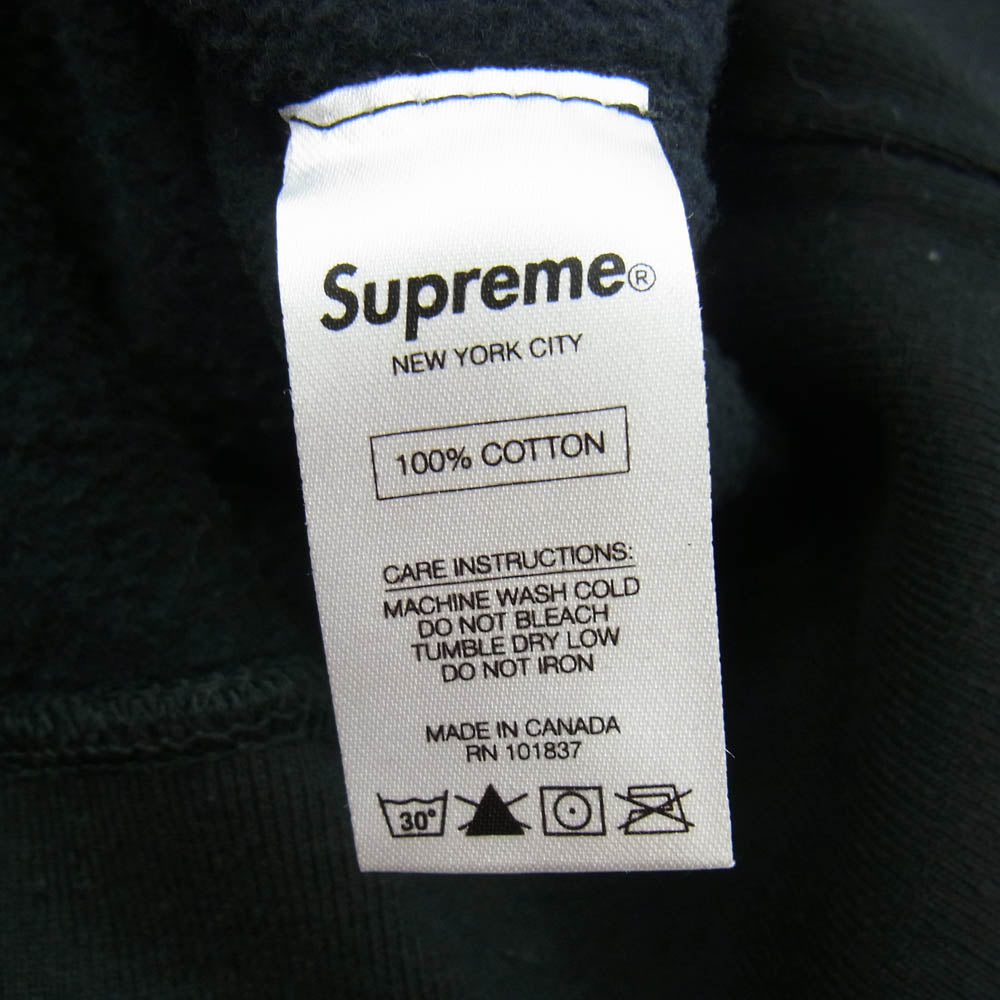 Supreme®
NEW YORK CITY
100% COTTON
CARE INSTRUCTIONS:
MACHINE WASH COLD
DO NOT BLEACH
TUMBLE DRY LOW
DO NOT IRON
MADE IN CANADA
RN 101837
30°